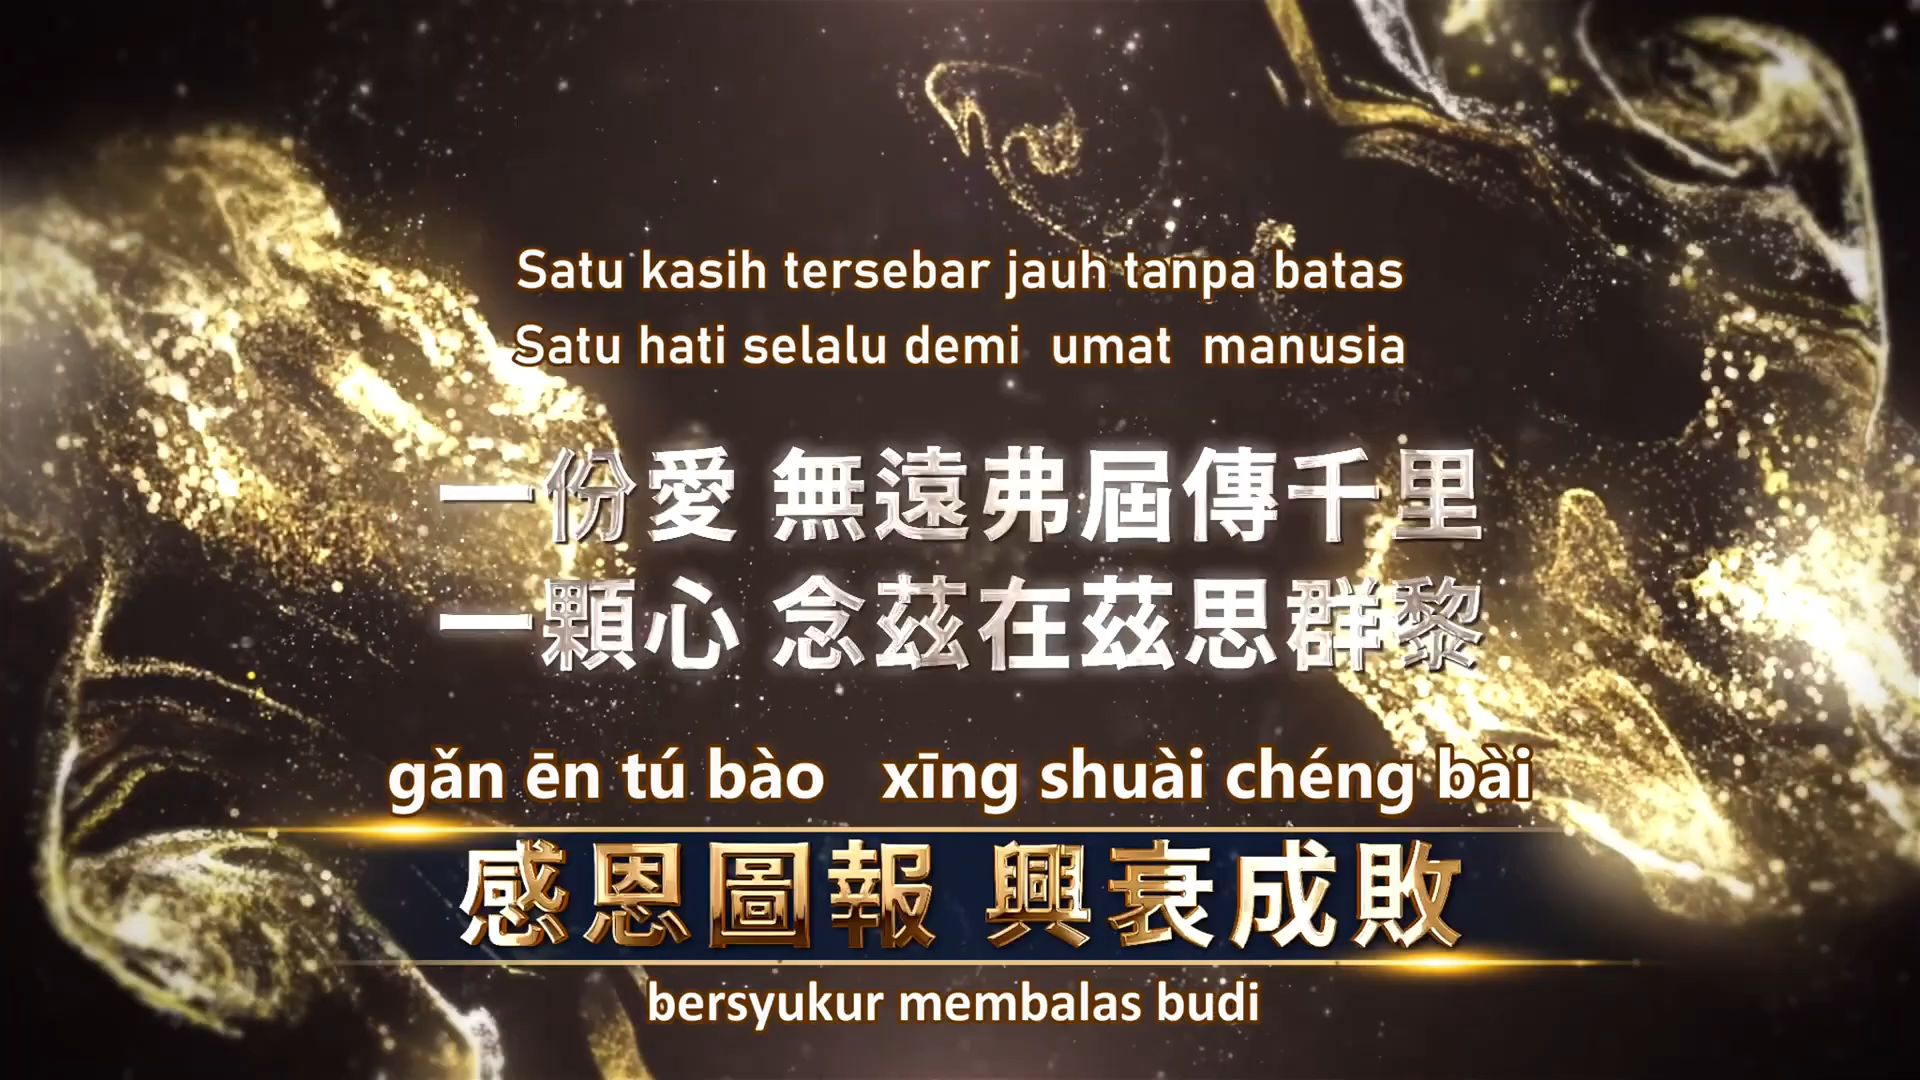 Satu kasih tersebar jauh tanpa batas
Satu hati selalu demi umat manusia
一份愛 無遠弗屆傳千里
一顆心 念茲在茲思群黎
gǎn ēn tú bào xīng shuài chéng bài
感恩圖報 興衰成敗
bersyukur membalas budi